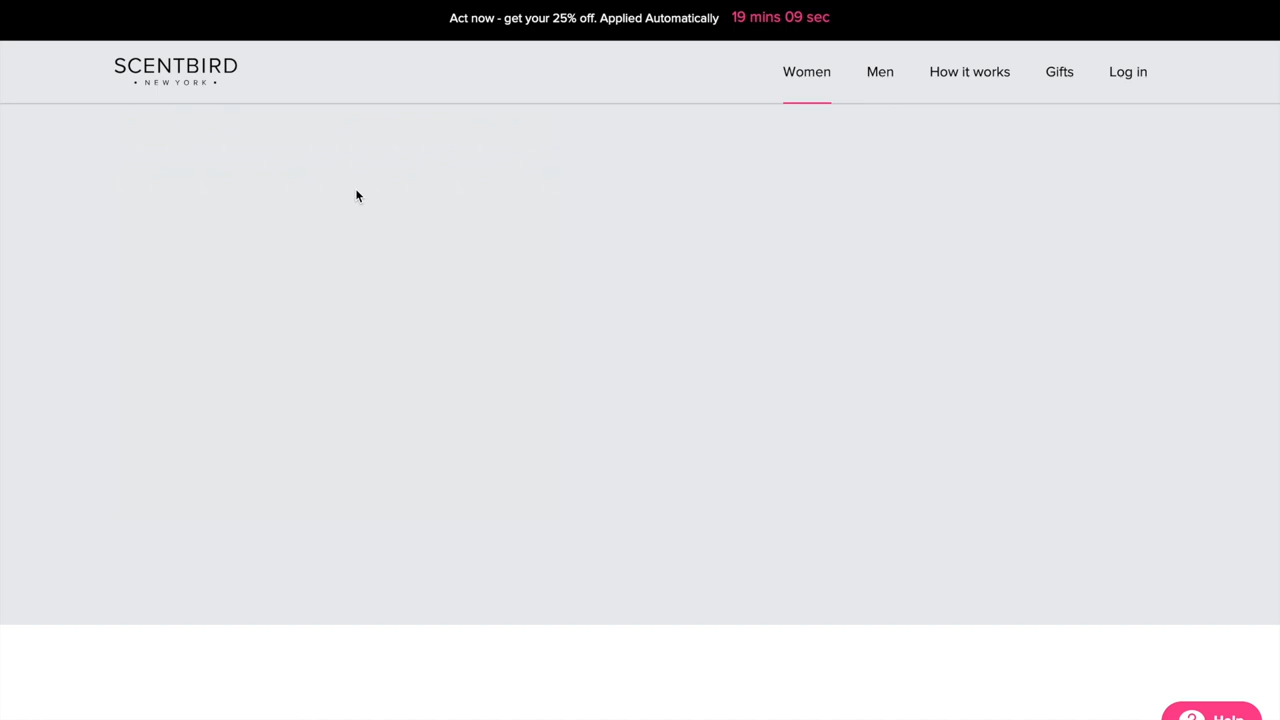 Act now - get your 25% off. Applied Automatically 19 mins 09 sec
SCENTBIRD
• NEW YORK •
Women Men How it works Gifts Log in
? Help